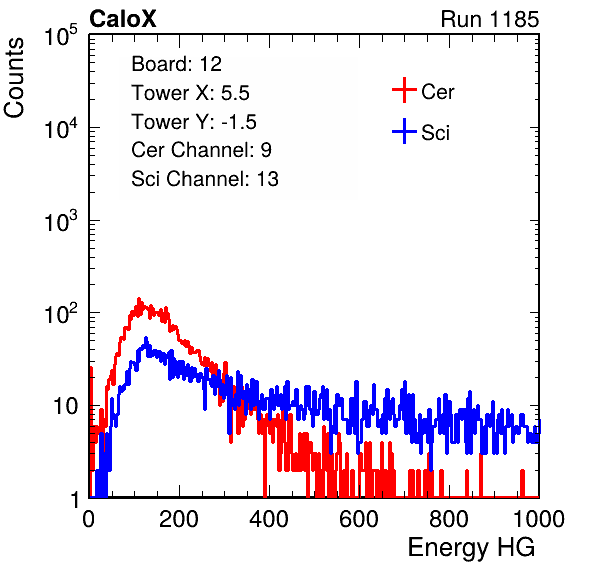 CaloX Run 1185
Counts
10^5
10^4
10^3
10^2
10
1
Board: 12
Tower X: 5.5
Tower Y: -1.5
Cer Channel: 9
Sci Channel: 13
Cer
Sci
0 200 400 600 800 1000
Energy HG